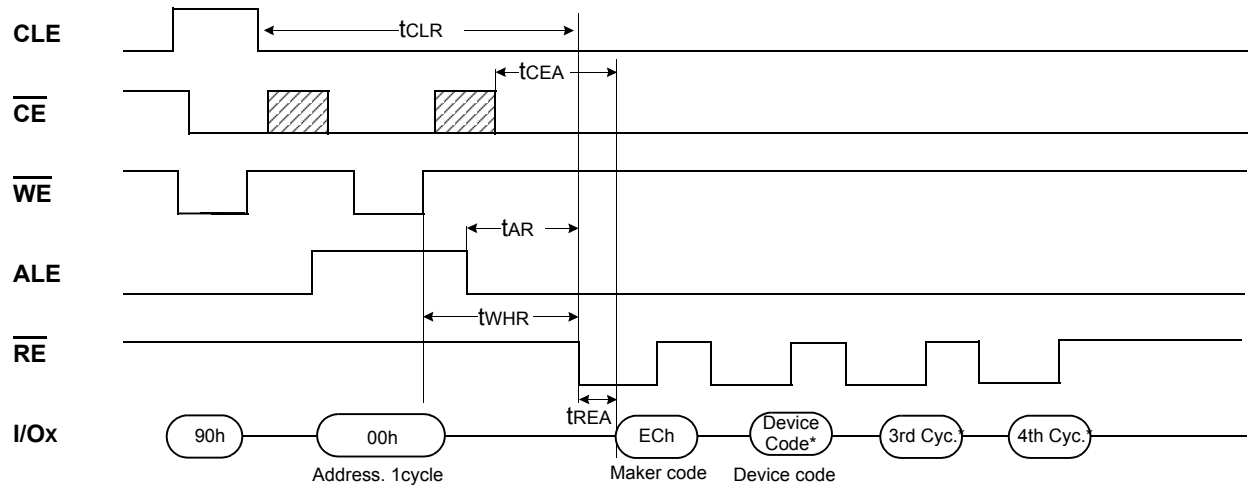 CLE
tCLR
tCEA
CE
WE
tAR
ALE
tWHR
RE
tREA
I/Ox
90h
00h
ECh
Device
Code*
3rd Cyc.*
4th Cyc.*
Address. 1cycle
Maker code
Device code